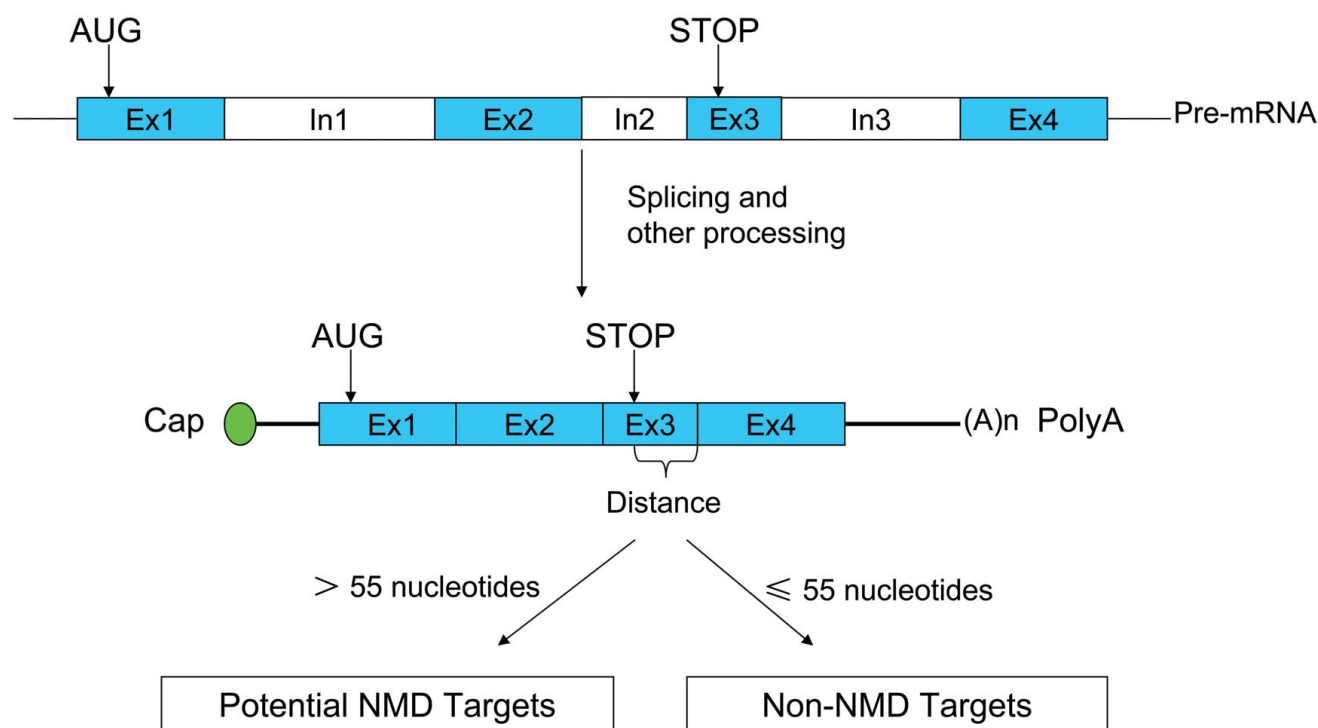 AUG
STOP
Ex1 In1 Ex2 In2 Ex3 In3 Ex4 Pre-mRNA
Splicing and
other processing
AUG
STOP
Cap Ex1 Ex2 Ex3 Ex4 (A)n PolyA
Distance
> 55 nucleotides
⩽ 55 nucleotides
Potential NMD Targets
Non-NMD Targets